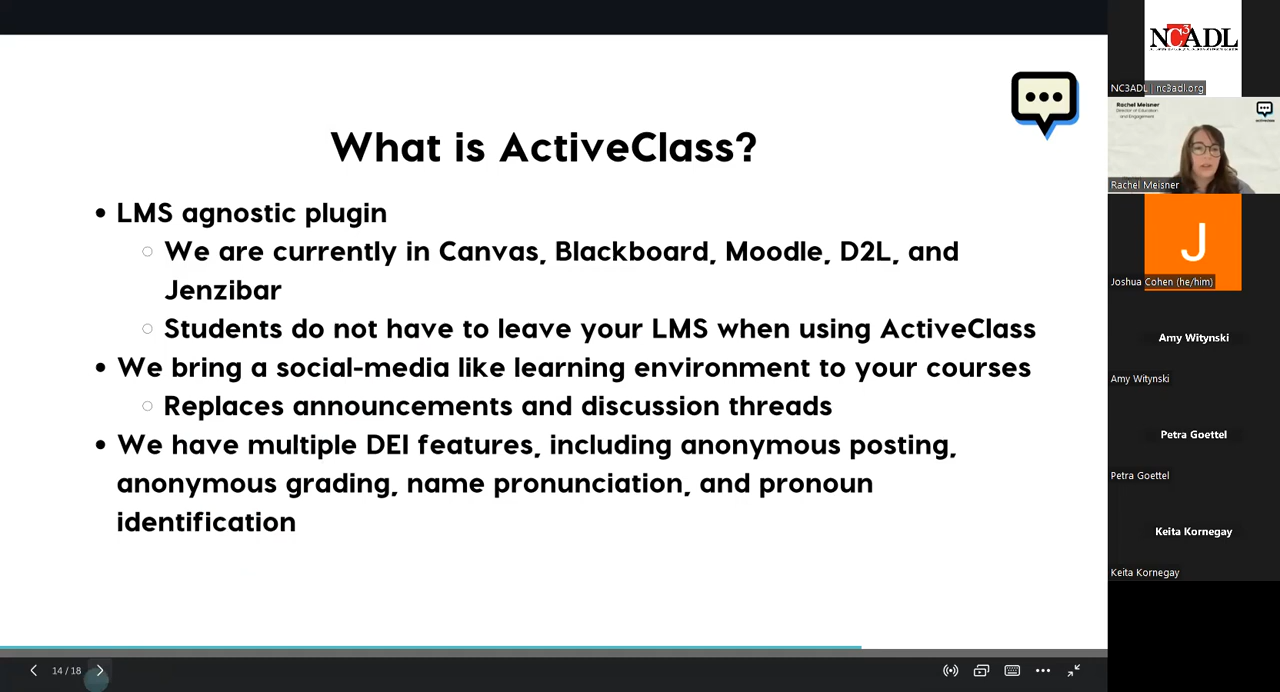 What is ActiveClass?
LMS agnostic plugin
We are currently in Canvas, Blackboard, Moodle, D2L, and
Jenzibar
Students do not have to leave your LMS when using ActiveClass
We bring a social-media like learning environment to your courses
Replaces announcements and discussion threads
We have multiple DEI features, including anonymous posting,
anonymous grading, name pronunciation, and pronoun
identification
14 / 18
NC3ADL
NC3ADL | nc3adl.org
Rachel Meisner
Director of Education
and Engagement
activeclass
Rachel Meisner
J
Joshua Cohen (he/him)
Amy Witynski
Amy Witynski
Petra Goettel
Petra Goettel
Keita Kornegay
Keita Kornegay